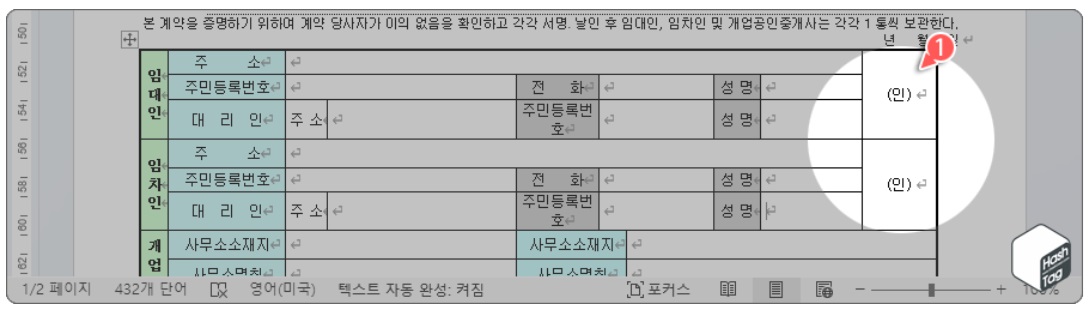 본 계약을 증명하기 위하여 계약 당사자가 이의 없음을 확인하고 각각 서명. 날인 후 임대인, 임차인 및 개업공인중개사는 각각 1 통씩 보관한다.
년 월 일
1
임대인
주 소
주민등록번호 전 화 성 명 (인)
대 리 인 주 소 주민등록번호 성 명
임차인
주 소
주민등록번호 전 화 성 명 (인)
대 리 인 주 소 주민등록번호 성 명
개업
사무소소재지 사무소소재지
사무소명칭 사무소명칭
1/2 페이지 432개 단어 영어(미국) 텍스트 자동 완성: 켜짐 포커스 100%
50 52 54 56 58 60 62
Hash Tag